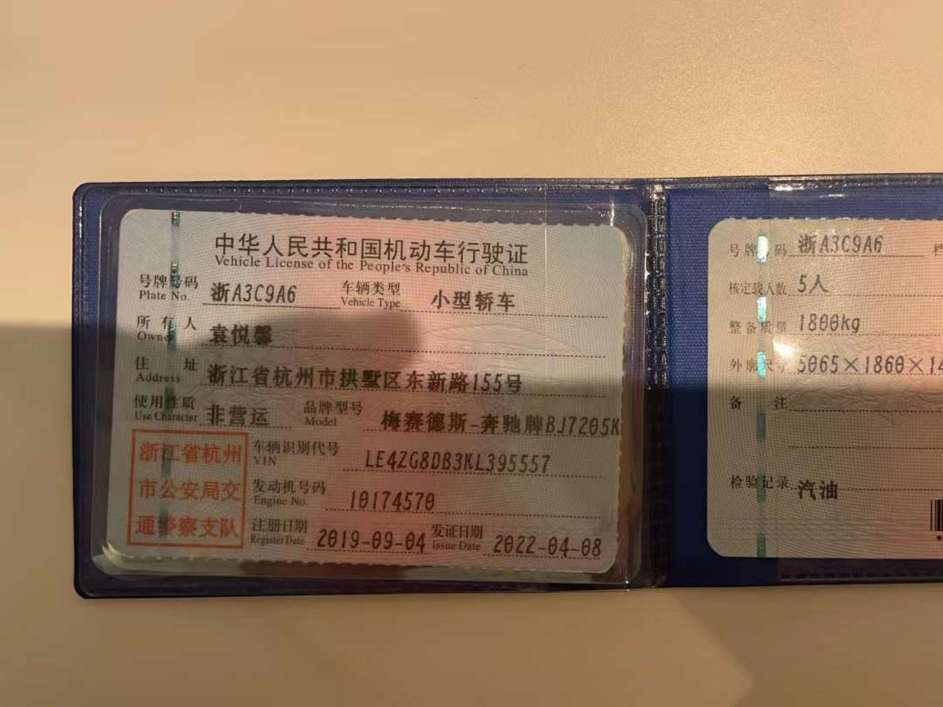 中华人民共和国机动车行驶证
Vehicle License of the People's Republic of China
号牌号码 浙A3C9A6 车辆类型 小型轿车
Plate No. Vehicle Type
所有人 袁悦馨
Owner
住址 浙江省杭州市拱墅区东新路155号
Address
使用性质 非营运 品牌型号 梅赛德斯-奔驰牌BJ7205K
Use Character Model
浙江省杭州
市公安局交
通警察支队
车辆识别代号 LE4ZG8DB3KL395557
VIN
发动机号码 10174570
Engine No.
注册日期 2019-09-04 发证日期 2022-04-08
Register Date Issue Date
号牌号码 浙A3C9A6
核定载人数 5人
整备质量 1800kg
外廓尺寸 5065×1860×14
备注
检验记录 汽油